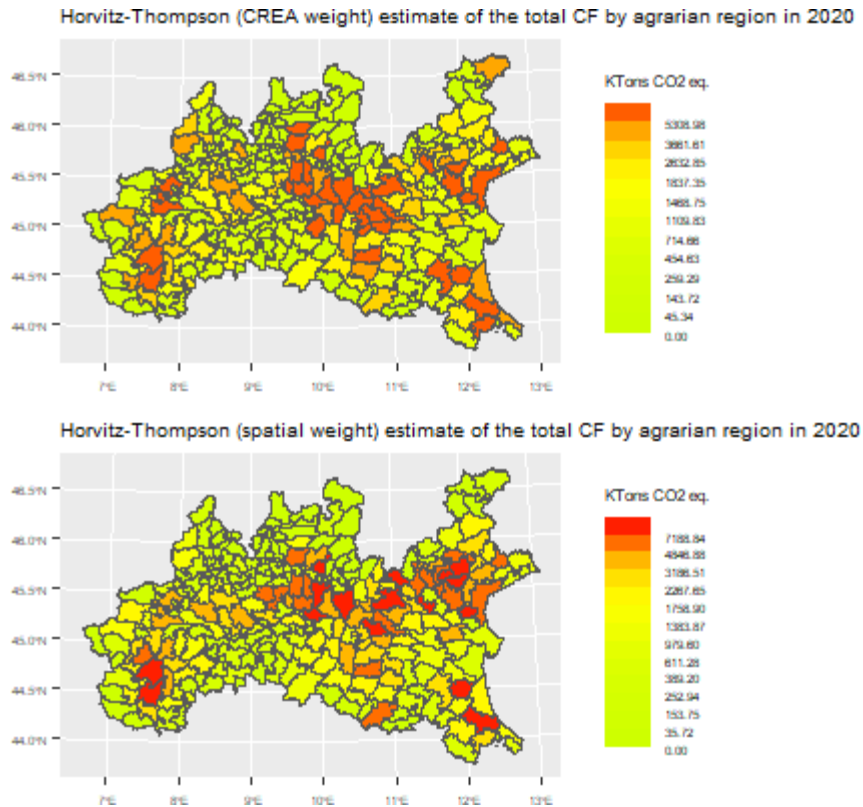 Horvitz-Thompson (CREA weight) estimate of the total CF by agrarian region in 2020
KTons CO2 eq.
5308.98
3661.61
2632.85
1837.35
1468.75
1109.83
714.66
454.63
259.29
143.72
45.34
0.00
46.5°N
46.0°N
45.5°N
45.0°N
44.5°N
44.0°N
7°E 8°E 9°E 10°E 11°E 12°E 13°E
Horvitz-Thompson (spatial weight) estimate of the total CF by agrarian region in 2020
KTons CO2 eq.
7188.84
4846.88
3186.51
2267.65
1758.90
1383.87
979.60
611.28
389.20
252.94
153.75
35.72
0.00
46.5°N
46.0°N
45.5°N
45.0°N
44.5°N
44.0°N
7°E 8°E 9°E 10°E 11°E 12°E 13°E